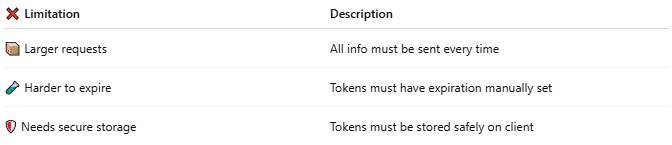 ❌ Limitation Description
📦 Larger requests All info must be sent every time
🧪 Harder to expire Tokens must have expiration manually set
🛡️ Needs secure storage Tokens must be stored safely on client